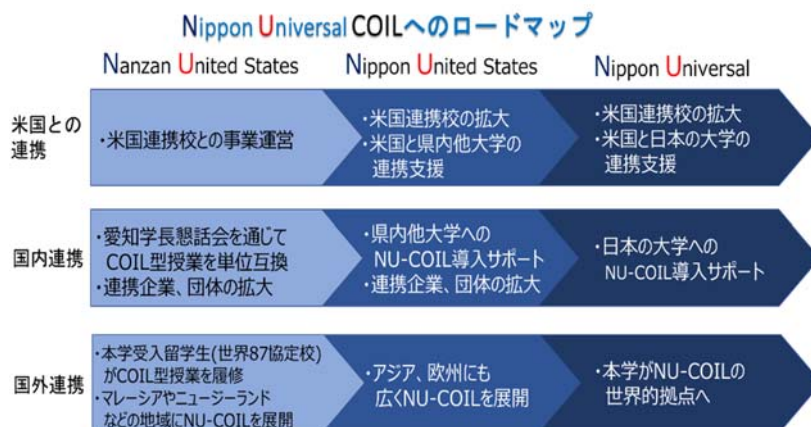 Nippon Universal COILへのロードマップ
Nanzan United States
Nippon United States
Nippon Universal
米国との
連携
・米国連携校との事業運営
・米国連携校の拡大
・米国と県内他大学の
連携支援
・米国連携校の拡大
・米国と日本の大学の
連携支援
国内連携
・愛知学長懇話会を通じて
COIL型授業を単位互換
・連携企業、団体の拡大
・県内他大学への
NU-COIL導入サポート
・連携企業、団体の拡大
・日本の大学への
NU-COIL導入サポート
国外連携
・本学受入留学生(世界87協定校)
がCOIL型授業を履修
・マレーシアやニュージーランド
などの地域にNU-COILを展開
・アジア、欧州にも
広くNU-COILを展開
・本学がNU-COILの
世界的拠点へ